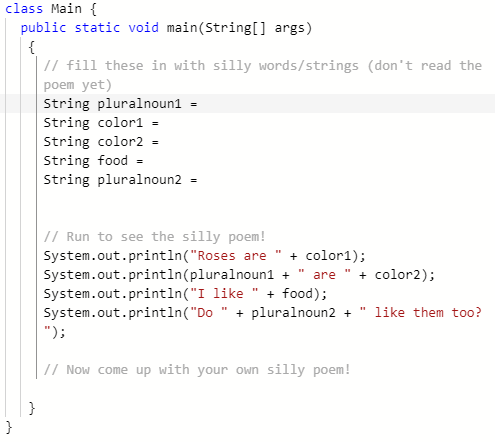 class Main {
  public static void main(String[] args)
   {
     // fill these in with silly words/strings (don't read the
     poem yet)
     String pluralnoun1 =
     String color1 =
     String color2 =
     String food =
     String pluralnoun2 =


     // Run to see the silly poem!
     System.out.println("Roses are " + color1);
     System.out.println(pluralnoun1 + " are " + color2);
     System.out.println("I like " + food);
     System.out.println("Do " + pluralnoun2 + " like them too?
     ");

     // Now come up with your own silly poem!

   }
}